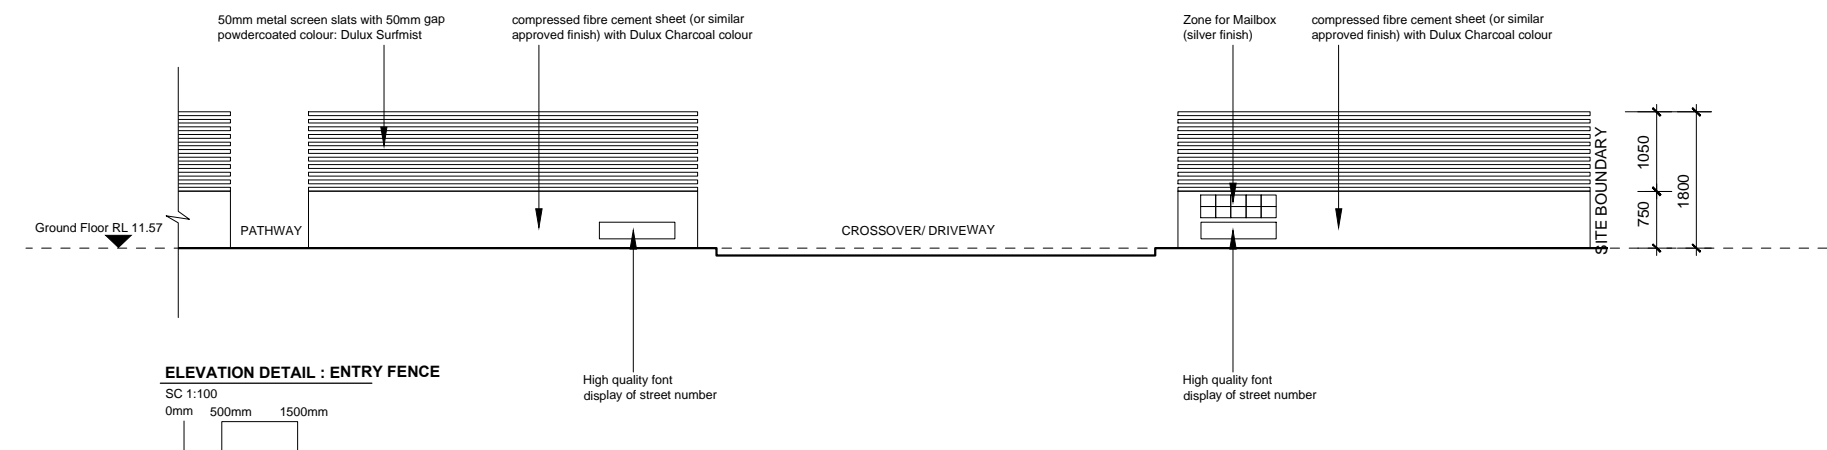 50mm metal screen slats with 50mm gap
powdercoated colour: Dulux Surfmist
compressed fibre cement sheet (or similar
approved finish) with Dulux Charcoal colour
Zone for Mailbox
(silver finish)
compressed fibre cement sheet (or similar
approved finish) with Dulux Charcoal colour
Ground Floor RL 11.57
PATHWAY
CROSSOVER/ DRIVEWAY
SITE BOUNDARY
1050
750
1800
ELEVATION DETAIL : ENTRY FENCE
SC 1:100
0mm 500mm 1500mm
High quality font
display of street number
High quality font
display of street number